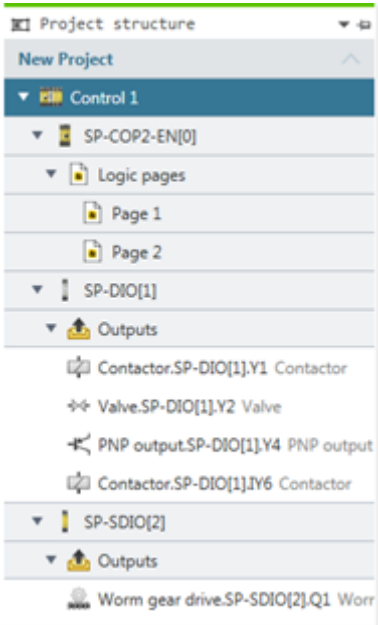 Project structure
New Project
Control 1
SP-COP2-EN[0]
Logic pages
Page 1
Page 2
SP-DIO[1]
Outputs
Contactor.SP-DIO[1].Y1 Contactor
Valve.SP-DIO[1].Y2 Valve
PNP output.SP-DIO[1].Y4 PNP output
Contactor.SP-DIO[1].IY6 Contactor
SP-SDIO[2]
Outputs
Worm gear drive.SP-SDIO[2].Q1 Worr